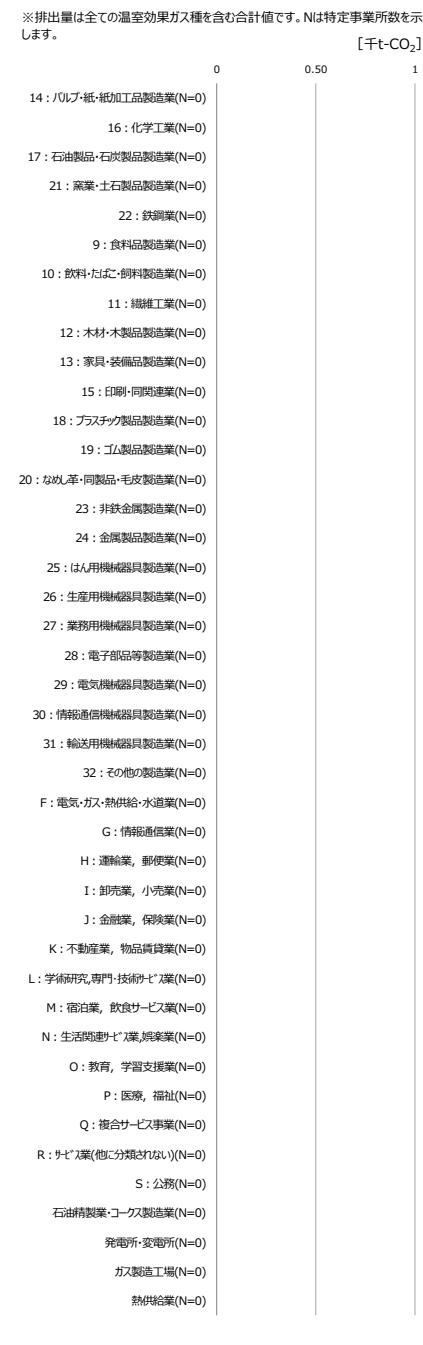 ※排出量は全ての温室効果ガス種を含む合計値です。Nは特定事業所数を示
します。
[千t-CO₂]
0 0.50 1
14：パルプ・紙・紙加工品製造業(N=0)
16：化学工業(N=0)
17：石油製品・石炭製品製造業(N=0)
21：窯業・土石製品製造業(N=0)
22：鉄鋼業(N=0)
9：食料品製造業(N=0)
10：飲料・たばこ・飼料製造業(N=0)
11：繊維工業(N=0)
12：木材・木製品製造業(N=0)
13：家具・装備品製造業(N=0)
15：印刷・同関連業(N=0)
18：プラスチック製品製造業(N=0)
19：ゴム製品製造業(N=0)
20：なめし革・同製品・毛皮製造業(N=0)
23：非鉄金属製造業(N=0)
24：金属製品製造業(N=0)
25：はん用機械器具製造業(N=0)
26：生産用機械器具製造業(N=0)
27：業務用機械器具製造業(N=0)
28：電子部品等製造業(N=0)
29：電気機械器具製造業(N=0)
30：情報通信機械器具製造業(N=0)
31：輸送用機械器具製造業(N=0)
32：その他の製造業(N=0)
F：電気・ガス・熱供給・水道業(N=0)
G：情報通信業(N=0)
H：運輸業，郵便業(N=0)
I：卸売業，小売業(N=0)
J：金融業，保険業(N=0)
K：不動産業，物品賃貸業(N=0)
L：学術研究,専門・技術ｻｰﾋﾞｽ業(N=0)
M：宿泊業，飲食サービス業(N=0)
N：生活関連ｻｰﾋﾞｽ業,娯楽業(N=0)
O：教育，学習支援業(N=0)
P：医療，福祉(N=0)
Q：複合サービス事業(N=0)
R：ｻｰﾋﾞｽ業(他に分類されない)(N=0)
S：公務(N=0)
石油精製業・コークス製造業(N=0)
発電所・変電所(N=0)
ガス製造工場(N=0)
熱供給業(N=0)